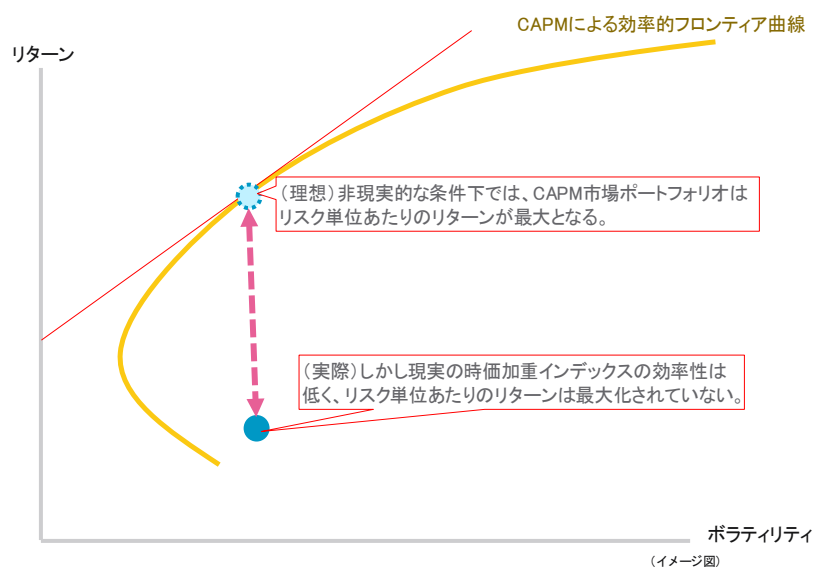 CAPMによる効率的フロンティア曲線
リターン
（理想）非現実的な条件下では、CAPM市場ポートフォリオは
リスク単位あたりのリターンが最大となる。
（実際）しかし現実の時価加重インデックスの効率性は
低く、リスク単位あたりのリターンは最大化されていない。
ボラティリティ
（イメージ図）